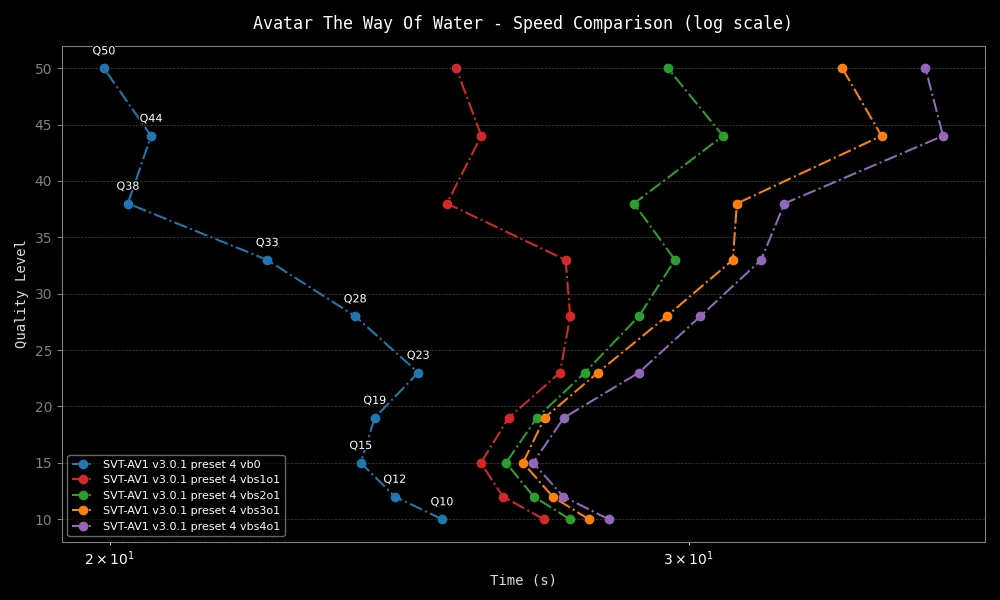 Avatar The Way Of Water - Speed Comparison (log scale)
Quality Level
50
45
40
35
30
25
20
15
10
Q50
Q44
Q38
Q33
Q28
Q23
Q19
Q15
Q12
Q10
SVT-AV1 v3.0.1 preset 4 vb0
SVT-AV1 v3.0.1 preset 4 vbs1o1
SVT-AV1 v3.0.1 preset 4 vbs2o1
SVT-AV1 v3.0.1 preset 4 vbs3o1
SVT-AV1 v3.0.1 preset 4 vbs4o1
2 × 10¹
3 × 10¹
Time (s)